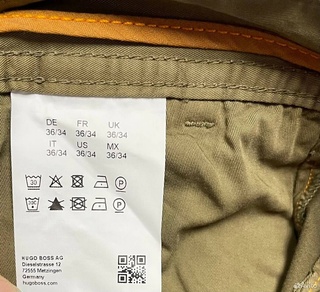 DE FR UK
36/34 36/34 36/34
IT US MX
36/34 36/34 36/34
HUGO BOSS AG
Dieselstrasse 12
72555 Metzingen
Germany
hugoboss.com